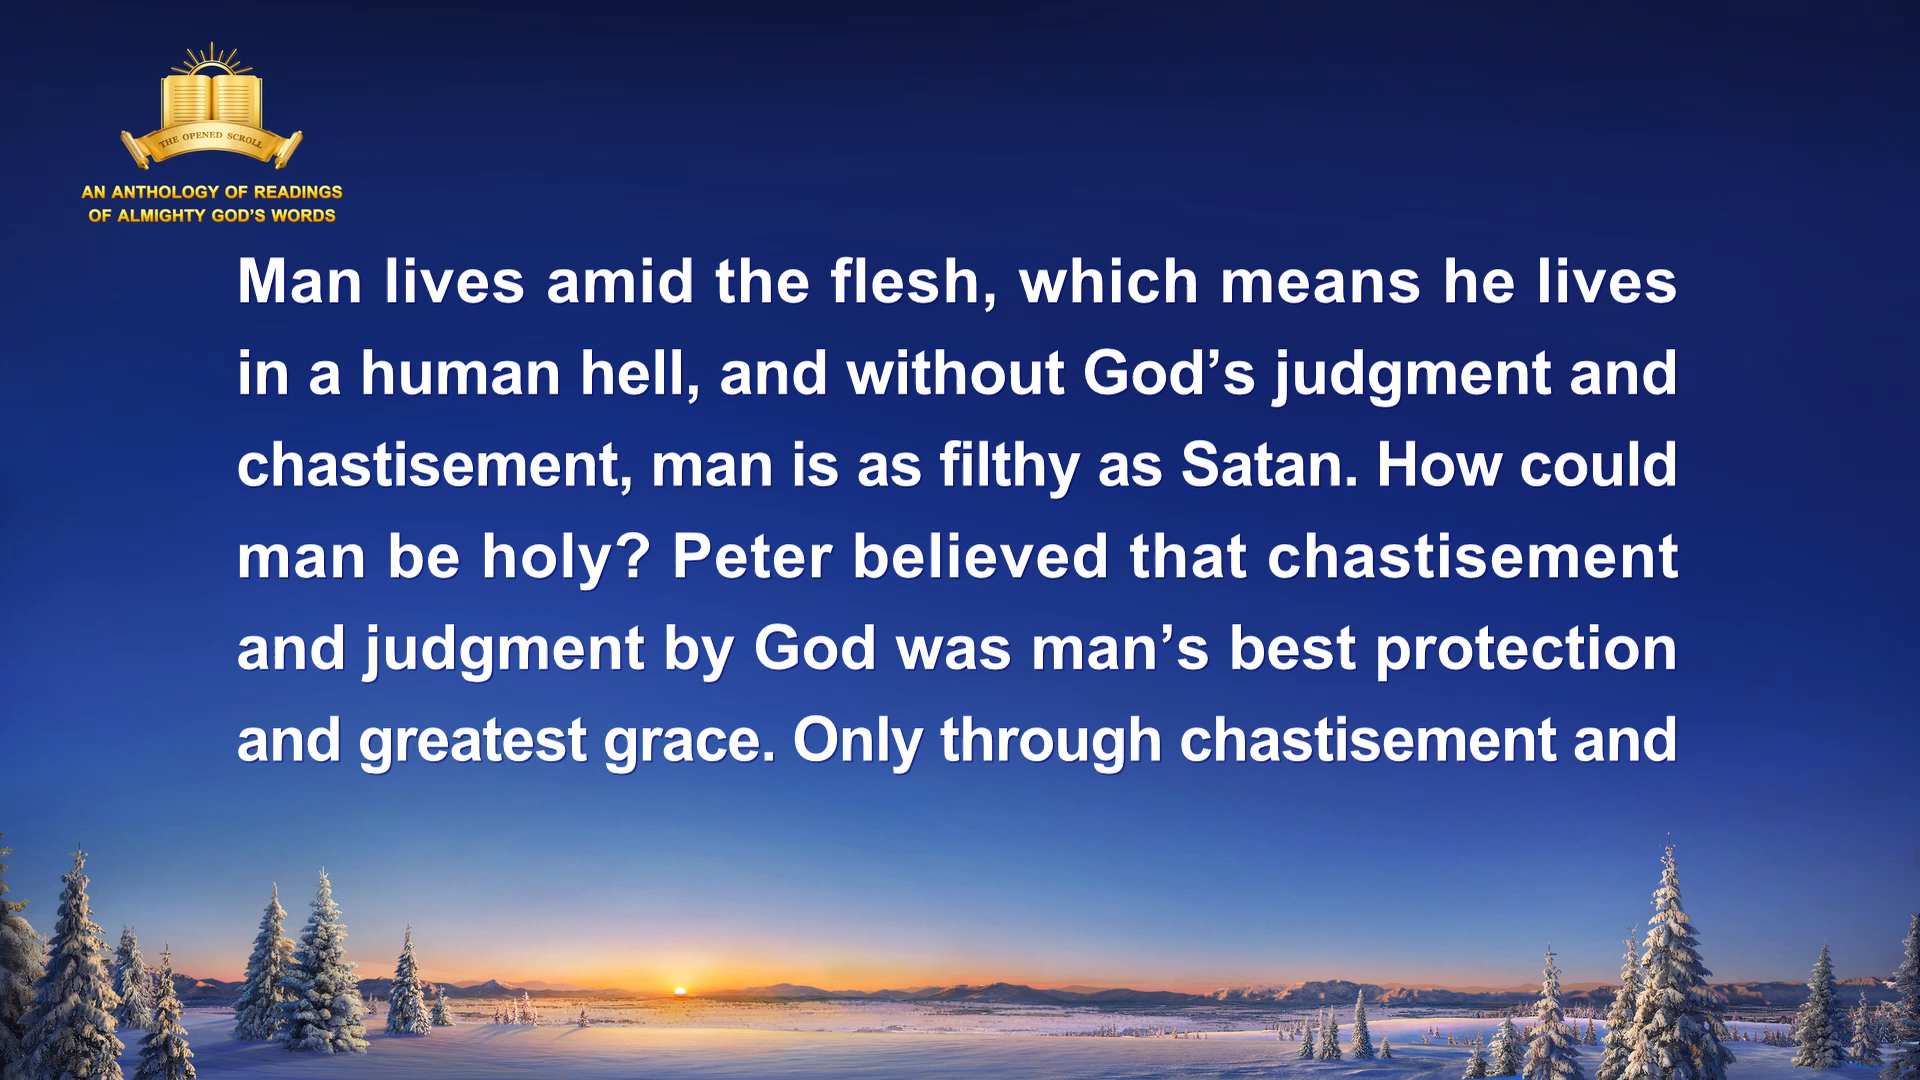 THE OPENED SCROLL
AN ANTHOLOGY OF READINGS
OF ALMIGHTY GOD’S WORDS
Man lives amid the flesh, which means he lives
in a human hell, and without God’s judgment and
chastisement, man is as filthy as Satan. How could
man be holy? Peter believed that chastisement
and judgment by God was man’s best protection
and greatest grace. Only through chastisement and